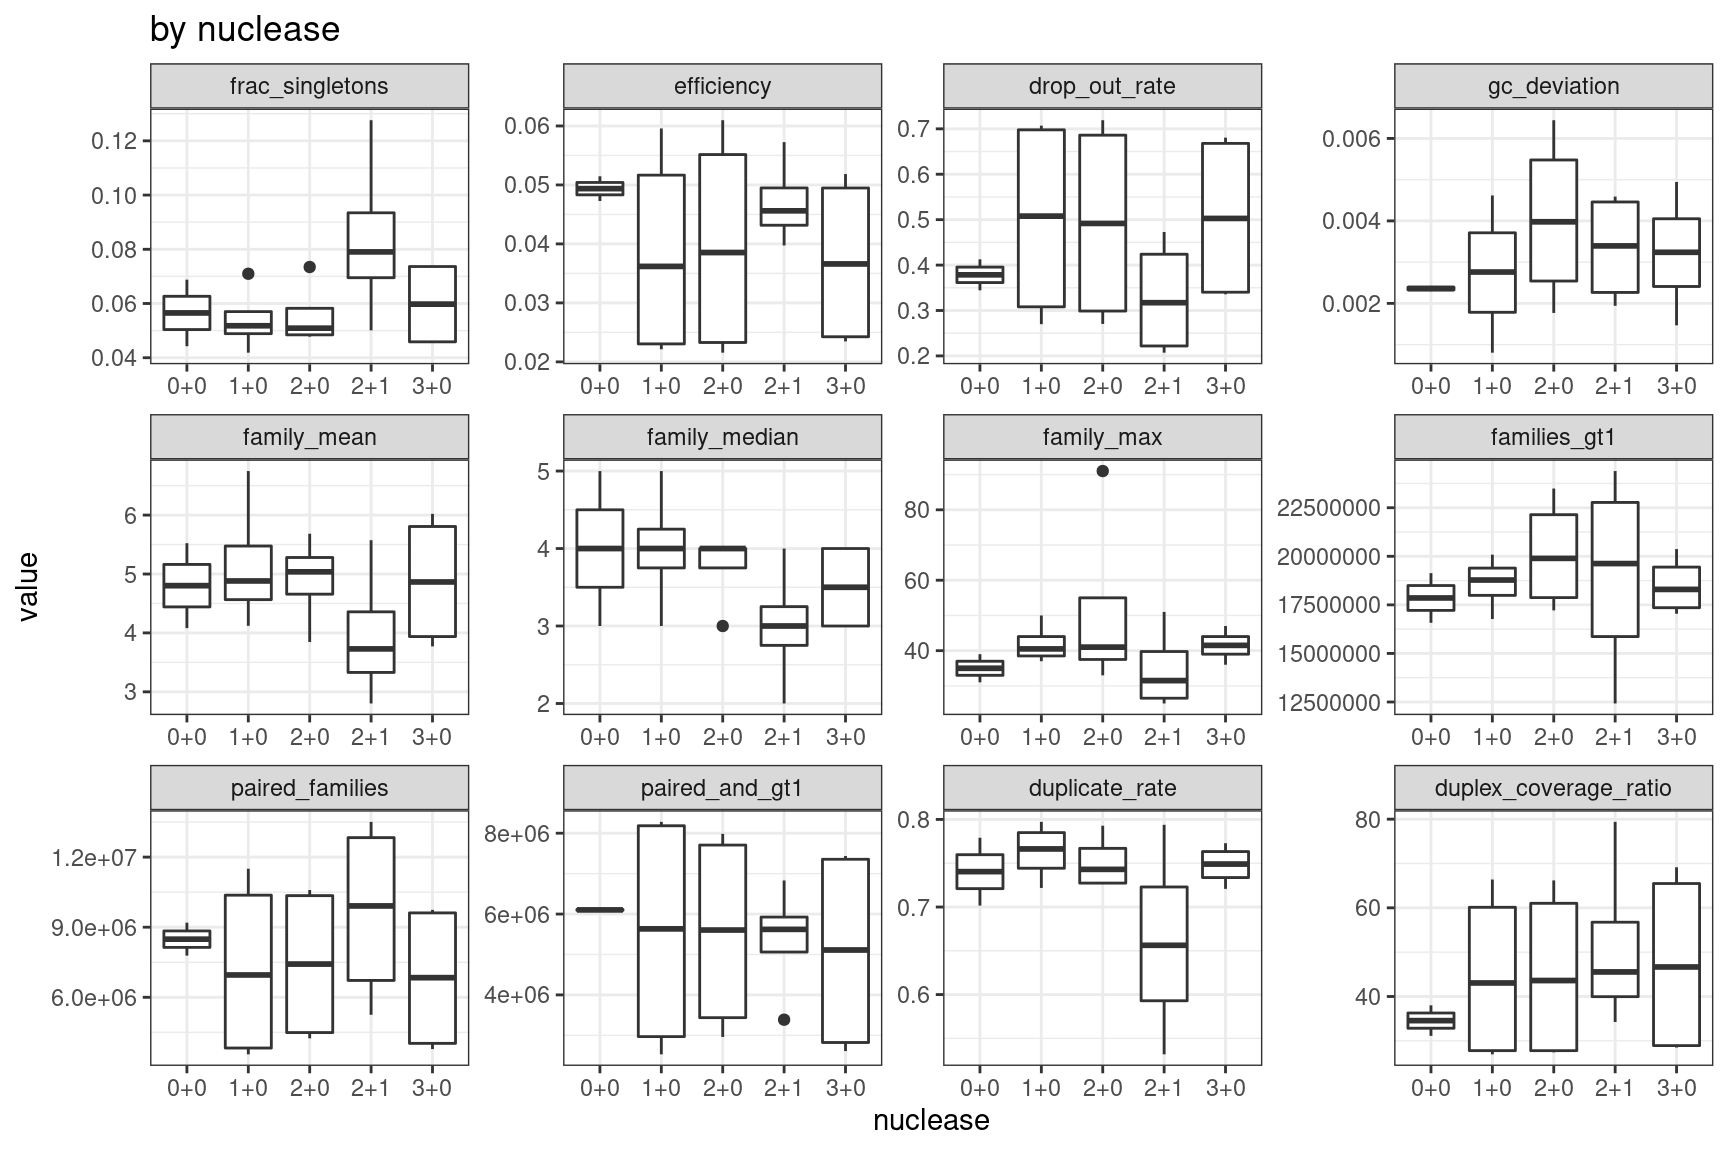 by nuclease
frac_singletons efficiency drop_out_rate gc_deviation
0.12
0.10
0.08
0.06
0.04
0.06
0.05
0.04
0.03
0.02
0.7
0.6
0.5
0.4
0.3
0.2
0.006
0.004
0.002
0+0 1+0 2+0 2+1 3+0 0+0 1+0 2+0 2+1 3+0 0+0 1+0 2+0 2+1 3+0 0+0 1+0 2+0 2+1 3+0
family_mean family_median family_max families_gt1
6
5
4
3
5
4
3
2
80
60
40
22500000
20000000
17500000
15000000
12500000
0+0 1+0 2+0 2+1 3+0 0+0 1+0 2+0 2+1 3+0 0+0 1+0 2+0 2+1 3+0 0+0 1+0 2+0 2+1 3+0
paired_families paired_and_gt1 duplicate_rate duplex_coverage_ratio
1.2e+07
9.0e+06
6.0e+06
8e+06
6e+06
4e+06
0.8
0.7
0.6
80
60
40
0+0 1+0 2+0 2+1 3+0 0+0 1+0 2+0 2+1 3+0 0+0 1+0 2+0 2+1 3+0 0+0 1+0 2+0 2+1 3+0
nuclease
value